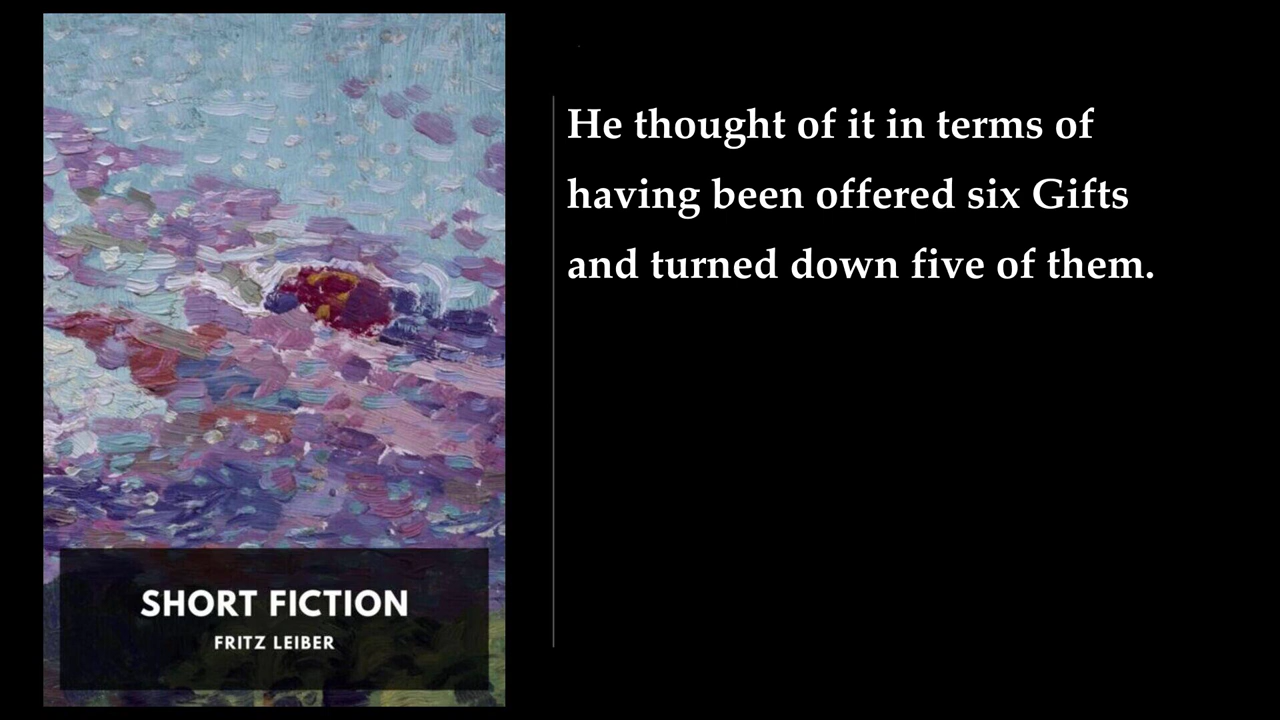 He thought of it in terms of
having been offered six Gifts
and turned down five of them.
SHORT FICTION
FRITZ LEIBER